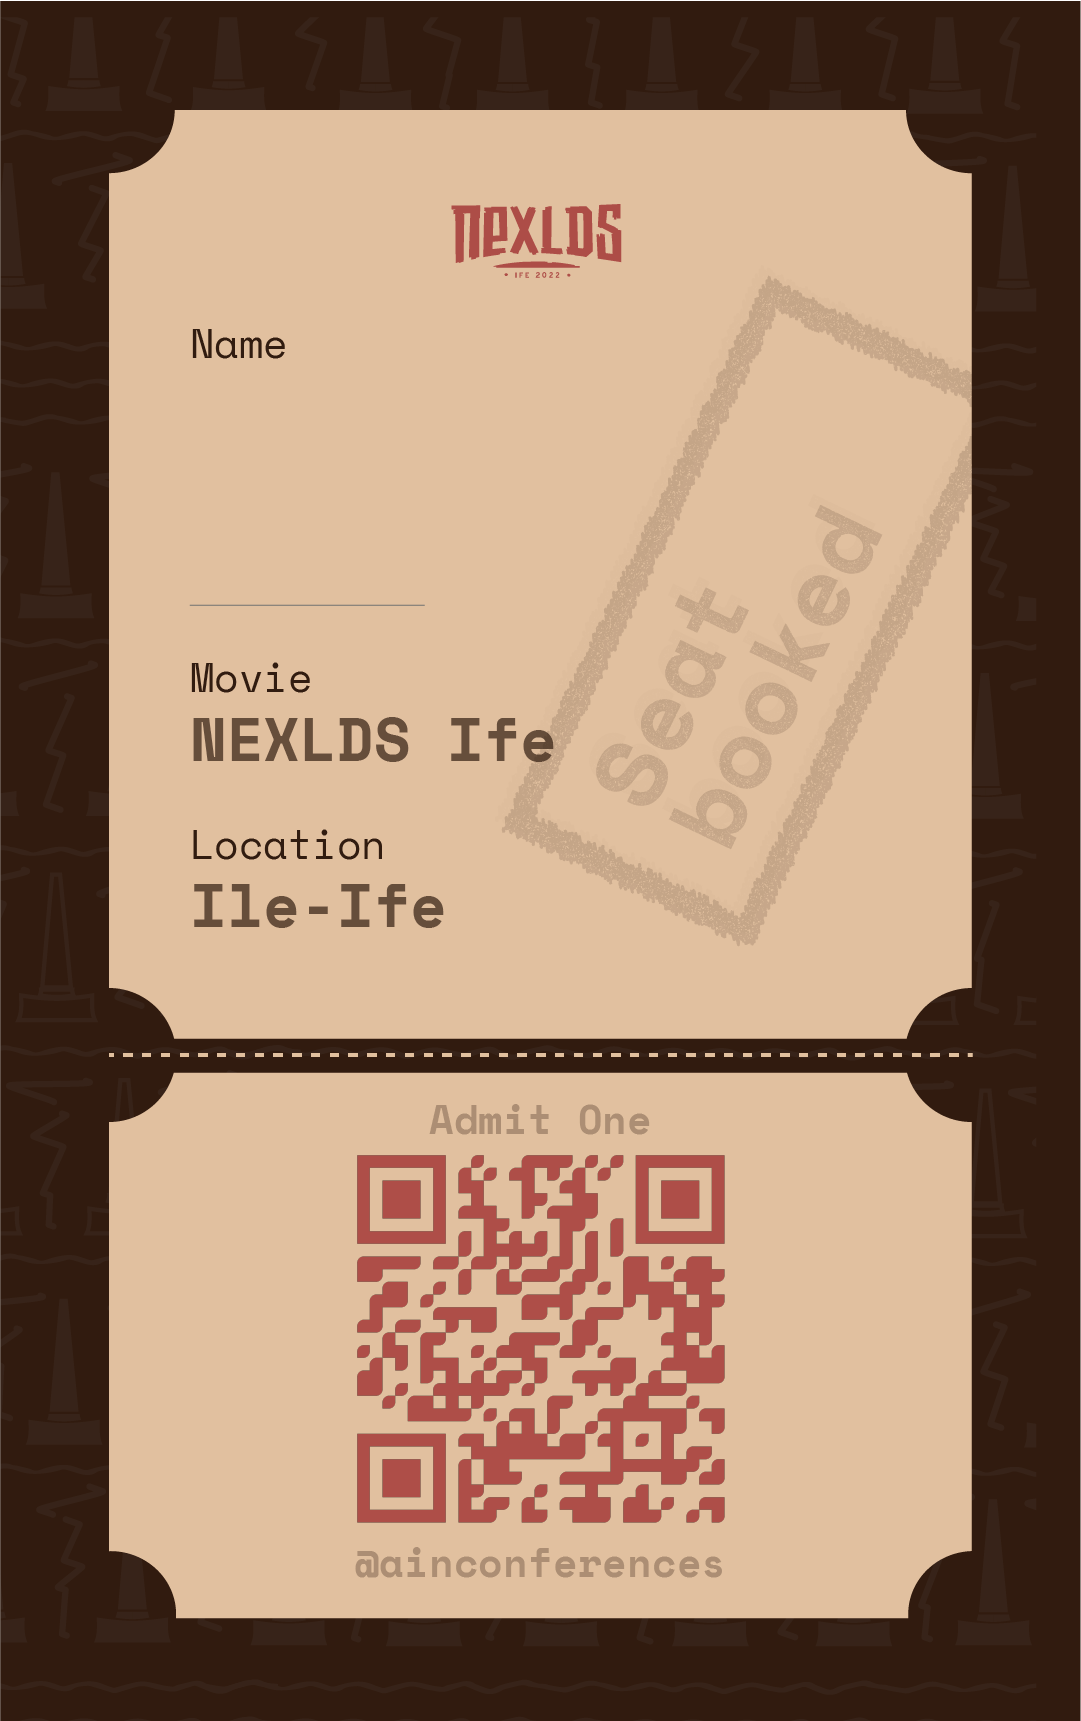 NEXLDS
• IFE 2022 •
Name
Movie
NEXLDS Ife
Location
Ile-Ife
Seat
booked
Admit One
@ainconferences